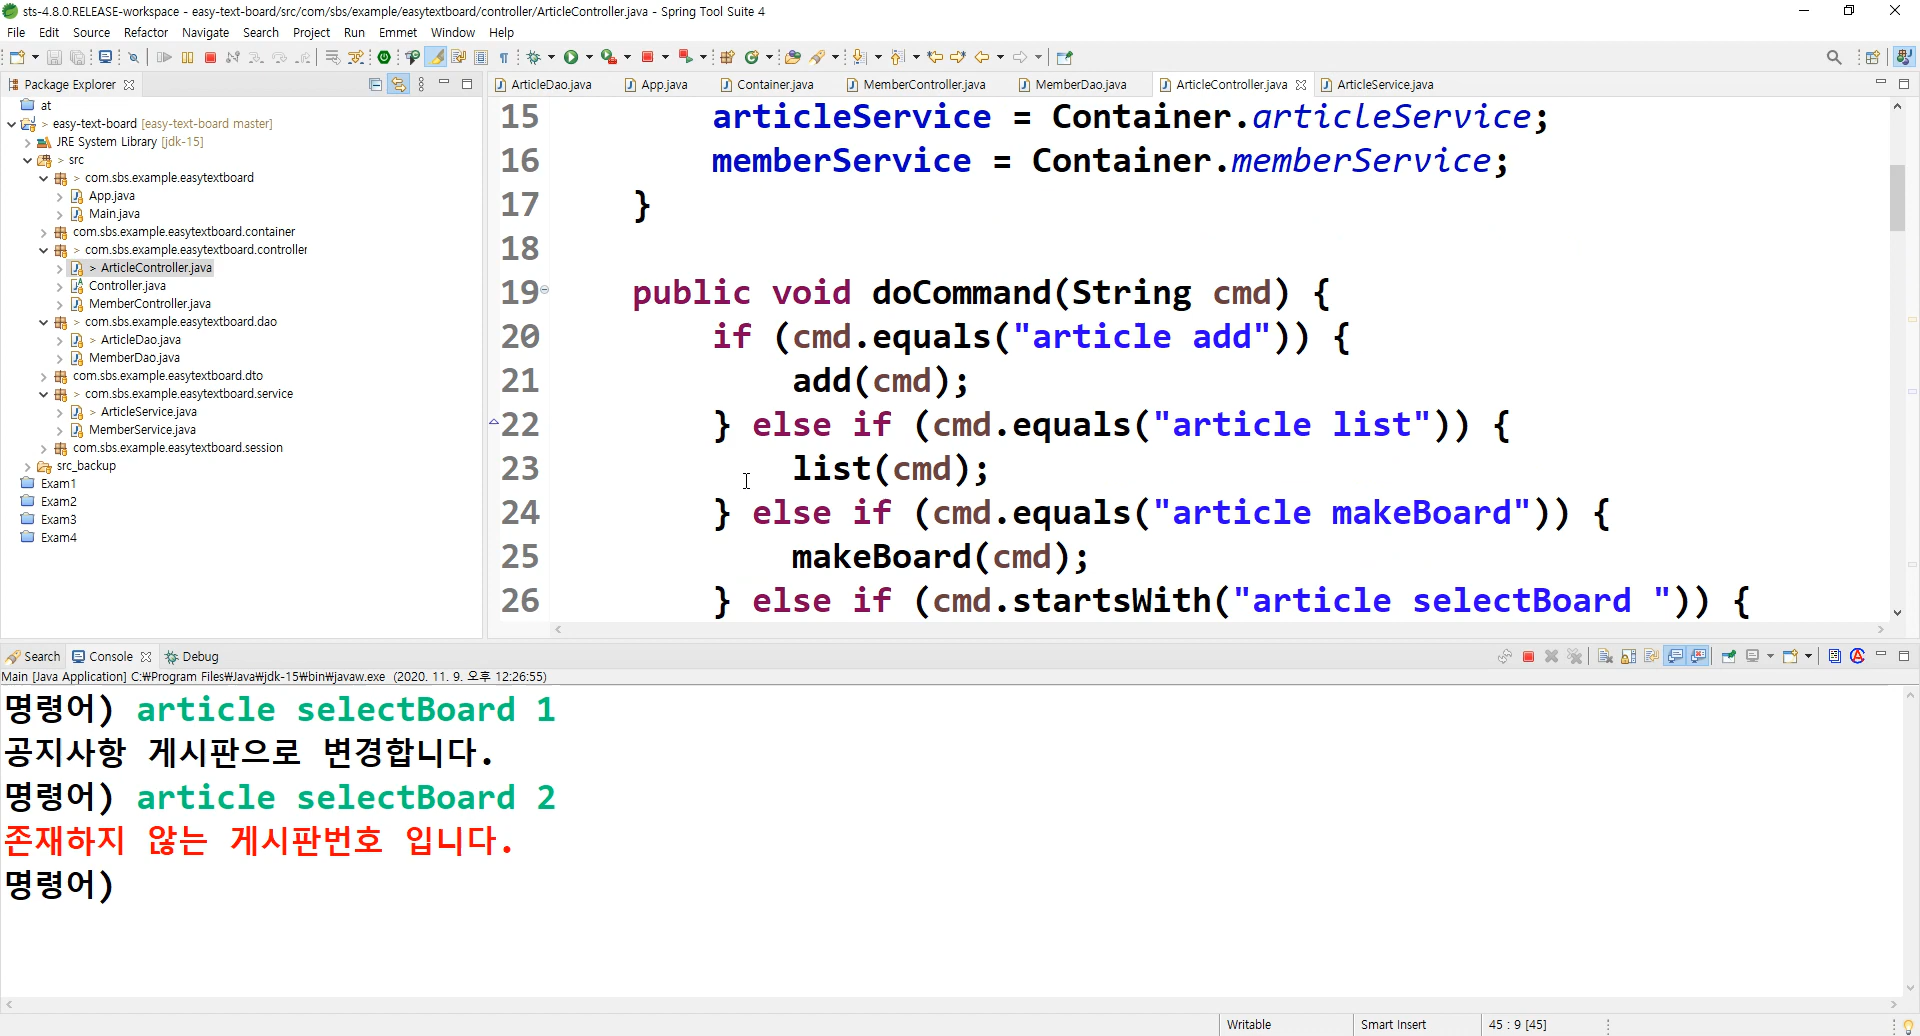 sts-4.8.0.RELEASE-workspace - easy-text-board/src/com/sbs/example/easytextboard/controller/ArticleController.java - Spring Tool Suite 4
File Edit Source Refactor Navigate Search Project Run Emmet Window Help
Package Explorer
ArticleDao.java App.java Container.java MemberController.java MemberDao.java ArticleController.java ArticleService.java
at
> easy-text-board [easy-text-board master]
JRE System Library [jdk-15]
> src
> com.sbs.example.easytextboard
App.java
Main.java
com.sbs.example.easytextboard.container
> com.sbs.example.easytextboard.controller
> ArticleController.java
Controller.java
MemberController.java
> com.sbs.example.easytextboard.dao
> ArticleDao.java
MemberDao.java
com.sbs.example.easytextboard.dto
> com.sbs.example.easytextboard.service
> ArticleService.java
MemberService.java
com.sbs.example.easytextboard.session
src_backup
Exam1
Exam2
Exam3
Exam4
15 articleService = Container.articleService;
16 memberService = Container.memberService;
17 }
18
19 public void doCommand(String cmd) {
20 if (cmd.equals("article add")) {
21 add(cmd);
22 } else if (cmd.equals("article list")) {
23 list(cmd);
24 } else if (cmd.equals("article makeBoard")) {
25 makeBoard(cmd);
26 } else if (cmd.startsWith("article selectBoard ")) {
Search Console Debug
Main [Java Application] C:₩Program Files₩Java₩jdk-15₩bin₩javaw.exe (2020. 11. 9. 오후 12:26:55)
명령어) article selectBoard 1
공지사항 게시판으로 변경합니다.
명령어) article selectBoard 2
존재하지 않는 게시판번호 입니다.
명령어)
Writable Smart Insert 45 : 9 [45]